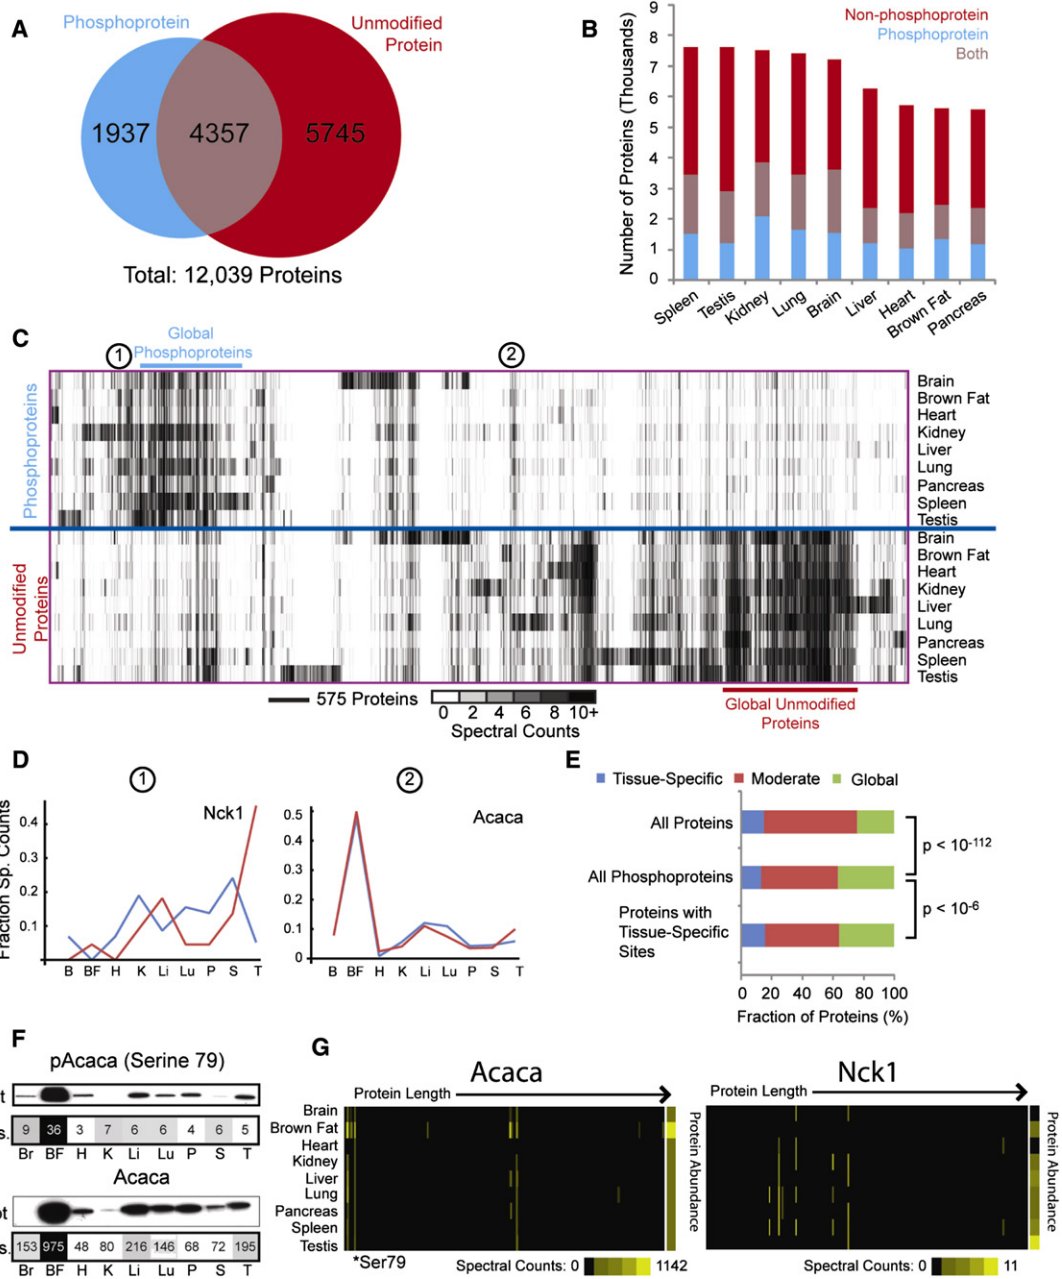 A
Phosphoprotein
Unmodified
Protein
1937
4357
5745
Total: 12,039 Proteins
B
Number of Proteins (Thousands)
9
8
7
6
5
4
3
2
1
0
Non-phosphoprotein
Phosphoprotein
Both
Spleen
Testis
Kidney
Lung
Brain
Liver
Heart
Brown Fat
Pancreas
C
1
Global
Phosphoproteins
2
Phosphoproteins
Brain
Brown Fat
Heart
Kidney
Liver
Lung
Pancreas
Spleen
Testis
Unmodified
Proteins
Brain
Brown Fat
Heart
Kidney
Liver
Lung
Pancreas
Spleen
Testis
575 Proteins
0 2 4 6 8 10+
Spectral Counts
Global Unmodified
Proteins
D
1
Nck1
Fraction Sp. Counts
0.4
0.3
0.2
0.1
B BF H K Li Lu P S T
2
Acaca
0.5
0.4
0.3
0.2
0.1
0
B BF H K Li Lu P S T
E
Tissue-Specific Moderate Global
All Proteins
All Phosphoproteins
Proteins with
Tissue-Specific
Sites
p < 10-112
p < 10-6
0 20 40 60 80 100
Fraction of Proteins (%)
F
pAcaca (Serine 79)
9 36 3 7 6 6 4 6 5
Br BF H K Li Lu P S T
Acaca
153 975 48 80 216 146 68 72 195
Br BF H K Li Lu P S T
G
Acaca
Protein Length
Brain
Brown Fat
Heart
Kidney
Liver
Lung
Pancreas
Spleen
Testis
*Ser79
Spectral Counts: 0 1142
Protein Abundance
Nck1
Protein Length
Protein Abundance
Spectral Counts: 0 11